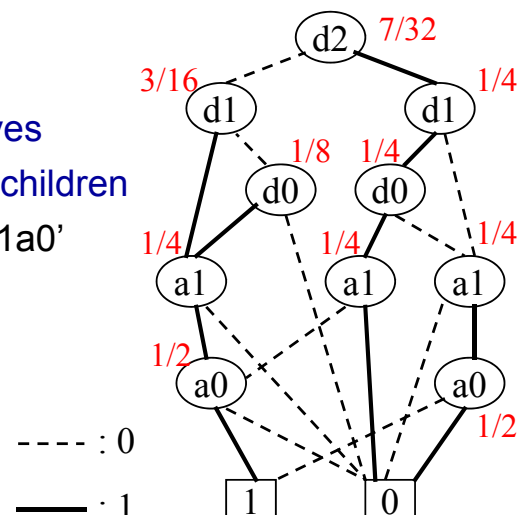 d2 7/32
3/16 1/4
d1 d1
ves
1/8 1/4
children
d0 d0
1a0’
1/4 1/4 1/4
a1 a1 a1
1/2
a0 a0
1/2
---- : 0
1 0
: 1